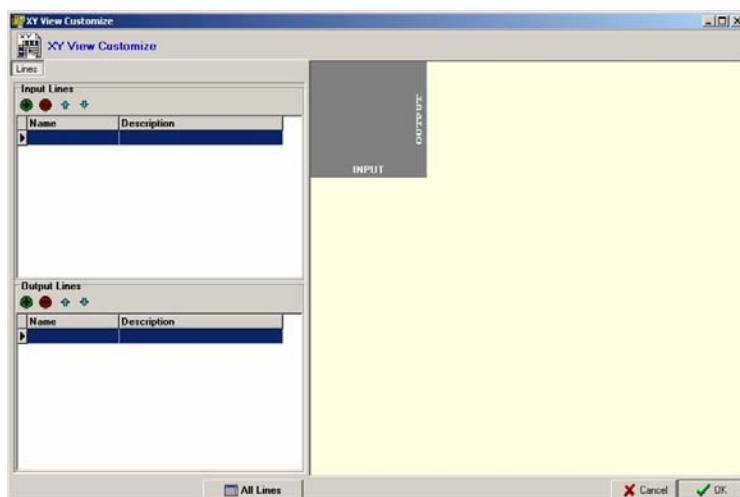 XY View Customize
XY View Customize
Lines
Input Lines
Name Description
OUTPUT
INPUT
Output Lines
Name Description
All Lines
Cancel
OK